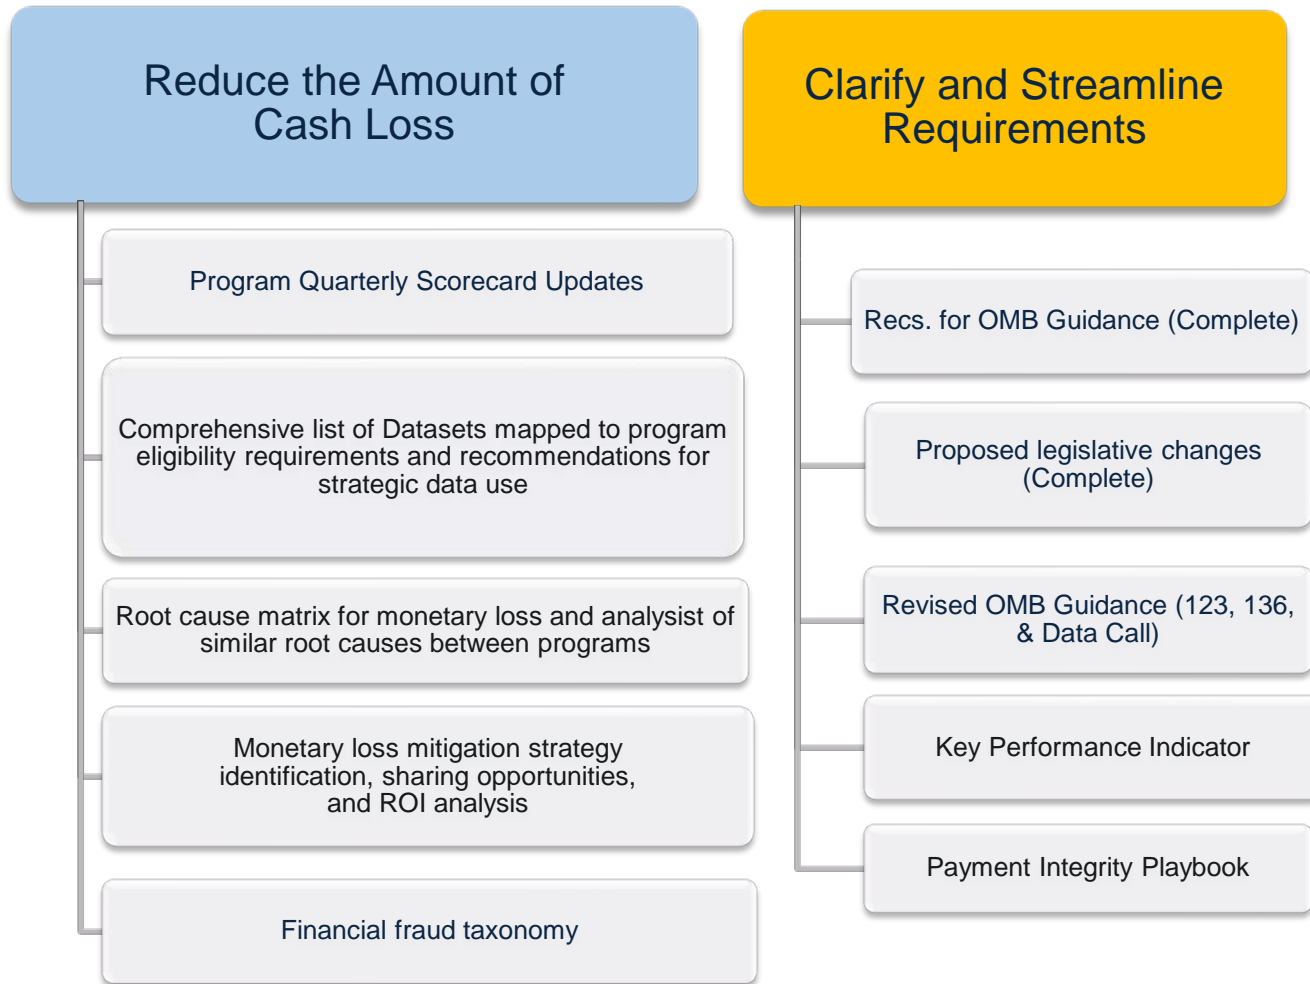 Reduce the Amount of
Cash Loss
Program Quarterly Scorecard Updates
Comprehensive list of Datasets mapped to program
eligibility requirements and recommendations for
strategic data use
Root cause matrix for monetary loss and analysist of
similar root causes between programs
Monetary loss mitigation strategy
identification, sharing opportunities,
and ROI analysis
Financial fraud taxonomy
Clarify and Streamline
Requirements
Recs. for OMB Guidance (Complete)
Proposed legislative changes
(Complete)
Revised OMB Guidance (123, 136,
& Data Call)
Key Performance Indicator
Payment Integrity Playbook